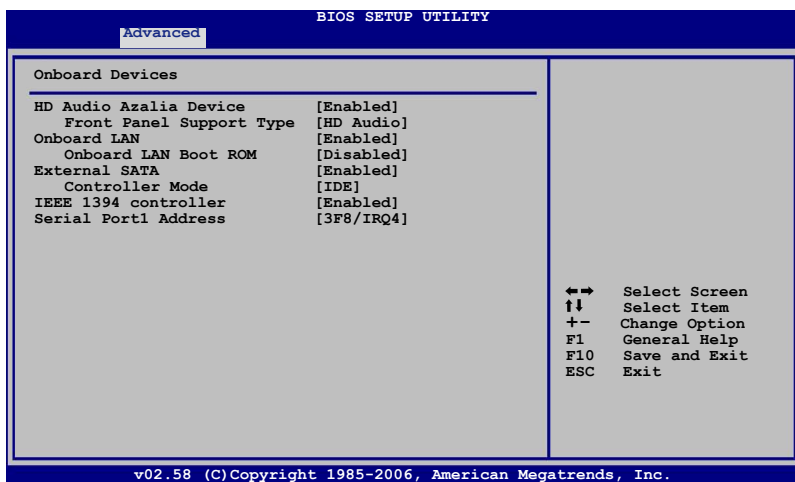 BIOS SETUP UTILITY
Advanced
Onboard Devices
HD Audio Azalia Device [Enabled]
Front Panel Support Type [HD Audio]
Onboard LAN [Enabled]
Onboard LAN Boot ROM [Disabled]
External SATA [Enabled]
Controller Mode [IDE]
IEEE 1394 controller [Enabled]
Serial Port1 Address [3F8/IRQ4]
←→ Select Screen
↑↓ Select Item
+- Change Option
F1 General Help
F10 Save and Exit
ESC Exit
v02.58 (C)Copyright 1985-2006, American Megatrends, Inc.